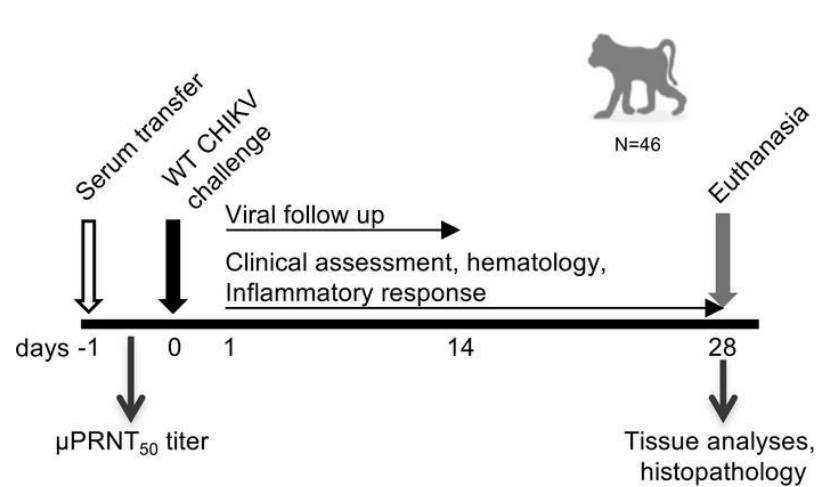 Serum transfer
WT CHIKV
challenge
N=46
Euthanasia
Viral follow up
Clinical assessment, hematology,
Inflammatory response
days -1 0 1 14 28
µPRNT₅₀ titer
Tissue analyses,
histopathology